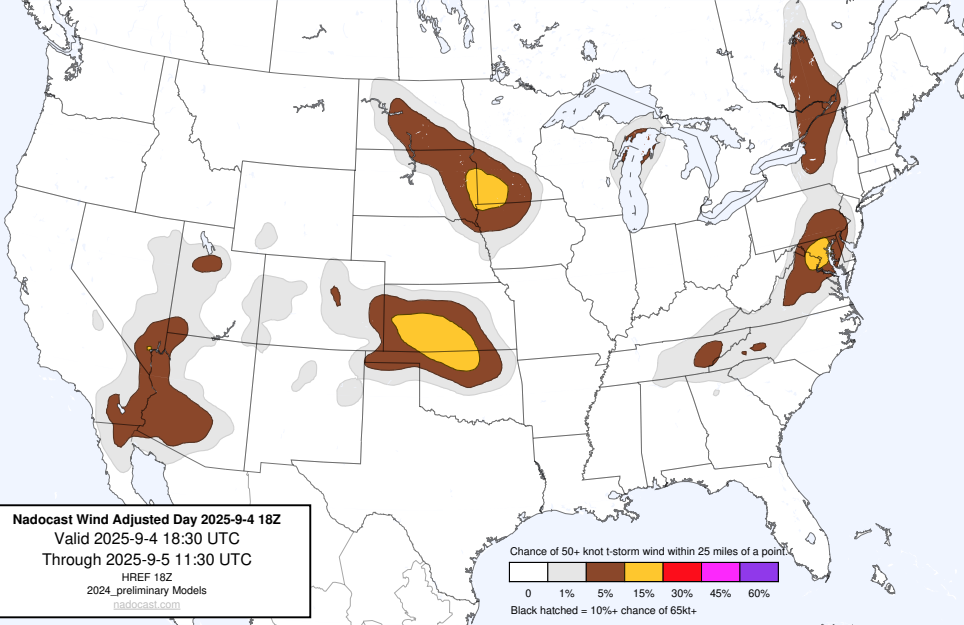 Nadocast Wind Adjusted Day 2025-9-4 18Z
Valid 2025-9-4 18:30 UTC
Through 2025-9-5 11:30 UTC
HREF 18Z
2024_preliminary Models
nadocast.com
Chance of 50+ knot t-storm wind within 25 miles of a point.
0 1% 5% 15% 30% 45% 60%
Black hatched = 10%+ chance of 65kt+